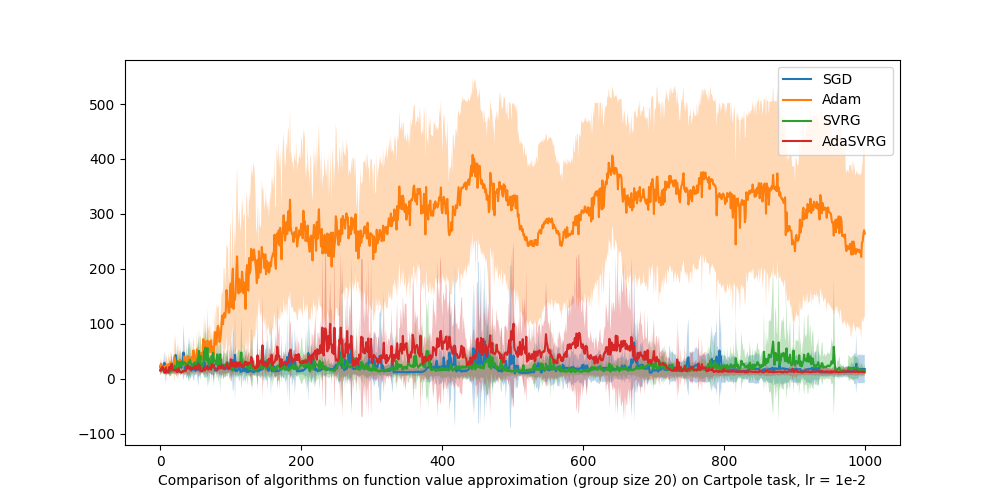 500
400
300
200
100
0
−100
SGD
Adam
SVRG
AdaSVRG
0 200 400 600 800 1000
Comparison of algorithms on function value approximation (group size 20) on Cartpole task, lr = 1e-2